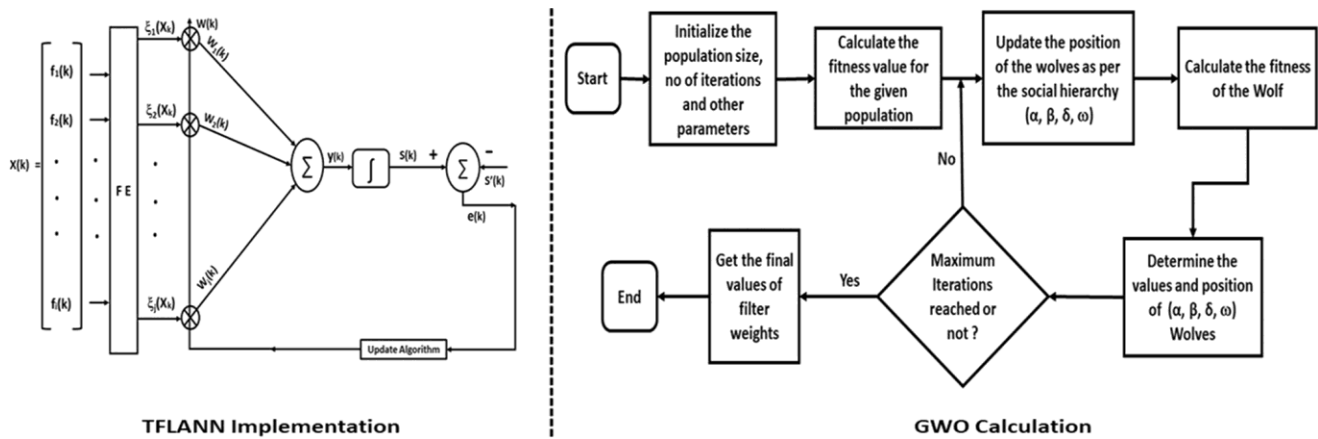 X(k) =
f₁(k)
f₂(k)
fₗ(k)
F E
ξ₁(Xₖ)
ξ₂(Xₖ)
ξⱼ(Xₖ)
W(k)
W₁(k)
W₂(k)
Wⱼ(k)
Σ
y(k)
∫
s(k)
+
Σ
−
S'(k)
e(k)
Update Algorithm
TFLANN Implementation
Start
Initialize the
population size,
no of iterations
and other
parameters
Calculate the
fitness value for
the given
population
Update the position
of the wolves as per
the social hierarchy
(α, β, δ, ω)
Calculate the fitness
of the Wolf
No
Determine the
values and position
of (α, β, δ, ω)
Wolves
Maximum
Iterations
reached or
not ?
Yes
Get the final
values of
filter
weights
End
GWO Calculation